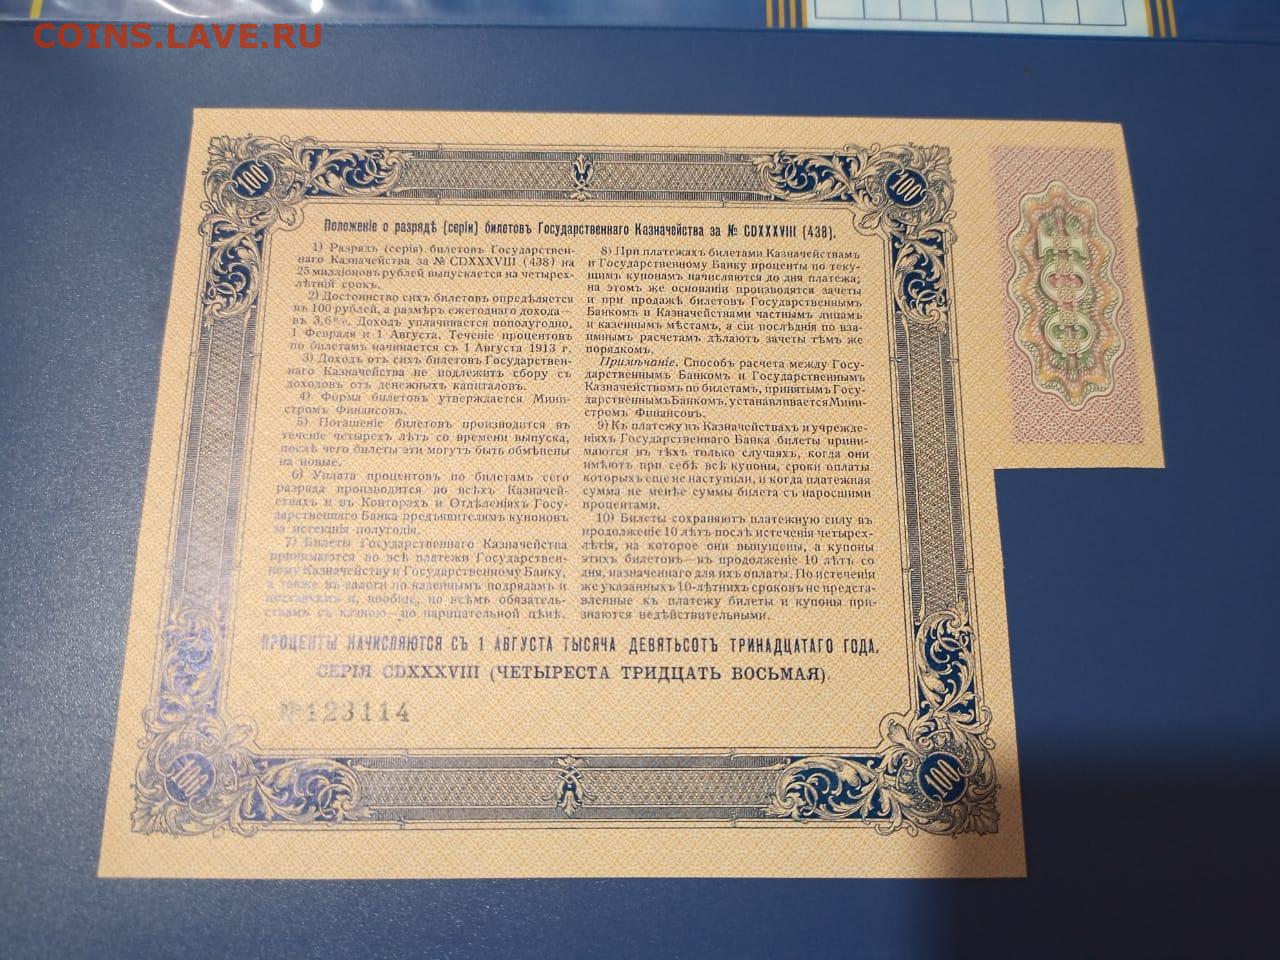 COINS.LAVE.RU
100
100
Положеніе о разрядѣ (серіи) билетовъ Государственнаго Казначейства за № CDXXXVIII (438).
1) Разрядъ (серія) билетовъ Государствен-
наго Казначейства за № CDXXXVIII (438) на
25 милліоновъ рублей выпускается на четырех-
лѣтній срокъ.
2) Достоинство сихъ билетовъ опредѣляется
въ 100 рублей, а размѣръ ежегоднаго дохода—
въ 3,6%. Доходъ уплачивается пополугодно,
1 Февраля и 1 Августа. Теченіе процентовъ
по билетамъ начинается съ 1 Августа 1913 г.
3) Доходъ отъ сихъ билетовъ Государствен-
наго Казначейства не подлежитъ сбору съ
доходовъ отъ денежныхъ капиталовъ.
4) Форма билетовъ утверждается Мини-
стромъ Финансовъ.
5) Погашеніе билетовъ производится въ
теченіе четырехъ лѣтъ со времени выпуска,
послѣ чего билеты эти могутъ быть обмѣнены
на новые.
6) Уплата процентовъ по билетамъ сего
разряда производится во всѣхъ Казначей-
ствахъ и въ Конторахъ и Отдѣленіяхъ Госу-
дарственнаго Банка предъявителямъ купоновъ
за истекшія полугодія.
7) Билеты Государственнаго Казначейства
принимаются во всѣ платежи Государствен-
ному Казначейству и Государственному Банку,
а также въ залоги по казеннымъ подрядамъ и
поставкамъ и, вообще, по всѣмъ обязатель-
ствамъ съ казною—по нарицательной цѣнѣ.
8) При платежахъ билетами Казначействамъ
и Государственному Банку проценты по теку-
щимъ купонамъ начисляются до дня платежа;
на этомъ же основаніи производятся зачеты
и при продажѣ билетовъ Государственнымъ
Банкомъ и Казначействами частнымъ лицамъ
и казеннымъ мѣстамъ, а сіи послѣднія по вза-
имнымъ расчетамъ дѣлаютъ зачеты тѣмъ же
порядкомъ.
Примѣчаніе. Способъ расчета между Госу-
дарственнымъ Банкомъ и Государственнымъ
Казначействомъ по билетамъ, принятымъ Госу-
дарственнымъ Банкомъ, устанавливается Мини-
стромъ Финансовъ.
9) Къ платежу въ Казначействахъ и учрежде-
ніяхъ Государственнаго Банка билеты прини-
маются въ тѣхъ только случаяхъ, когда они
имѣютъ при себѣ всѣ купоны, сроки оплаты
которыхъ еще не наступили, и когда платежная
сумма не менѣе суммы билета съ наросшими
процентами.
10) Билеты сохраняютъ платежную силу въ
продолженіе 10 лѣтъ послѣ истеченія четырех-
лѣтія, на которое они выпущены, а купоны
этихъ билетовъ—въ продолженіе 10 лѣтъ со
дня, назначеннаго для ихъ оплаты. По истеченіи
же указанныхъ 10-лѣтнихъ сроковъ не предста-
вленные къ платежу билеты и купоны при-
знаются недѣйствительными.
ПРОЦЕНТЫ НАЧИСЛЯЮТСЯ СЪ 1 АВГУСТА ТЫСЯЧА ДЕВЯТЬСОТЪ ТРИНАДЦАТАГО ГОДА.
СЕРІЯ CDXXXVIII (ЧЕТЫРЕСТА ТРИДЦАТЬ ВОСЬМАЯ).
№ 123114
100
100